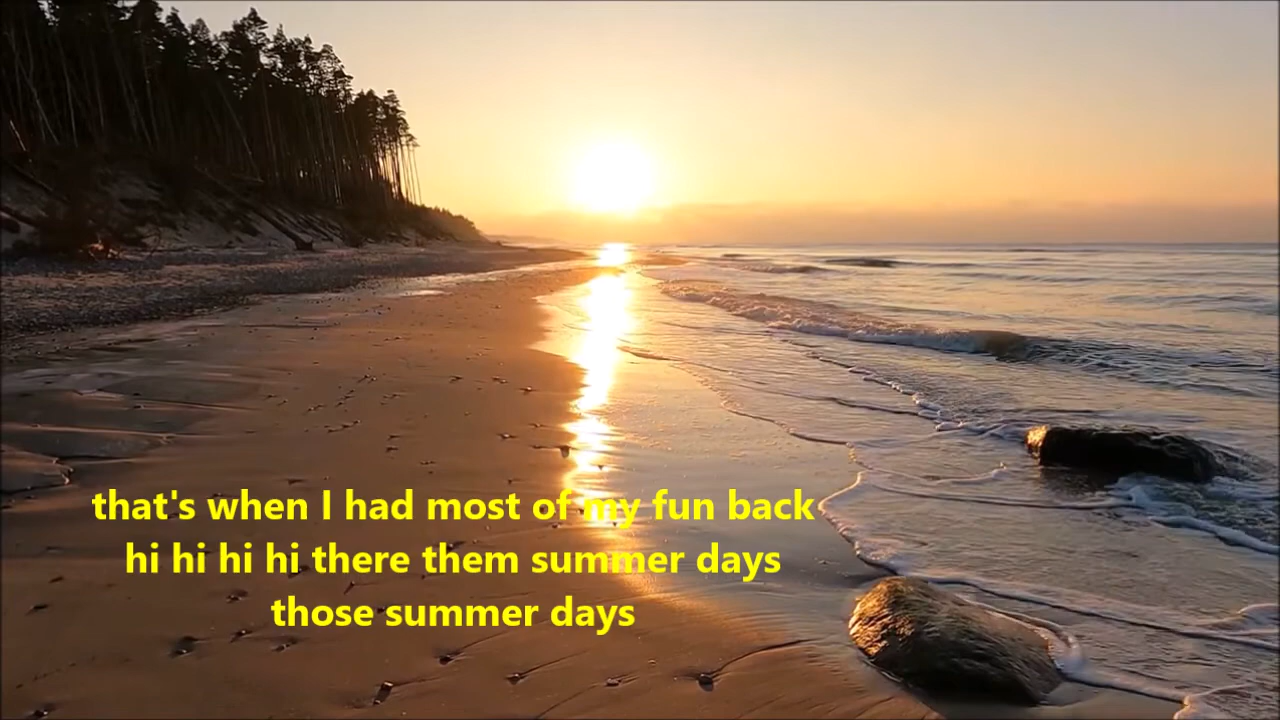 that's when I had most of my fun back
hi hi hi hi there them summer days
those summer days